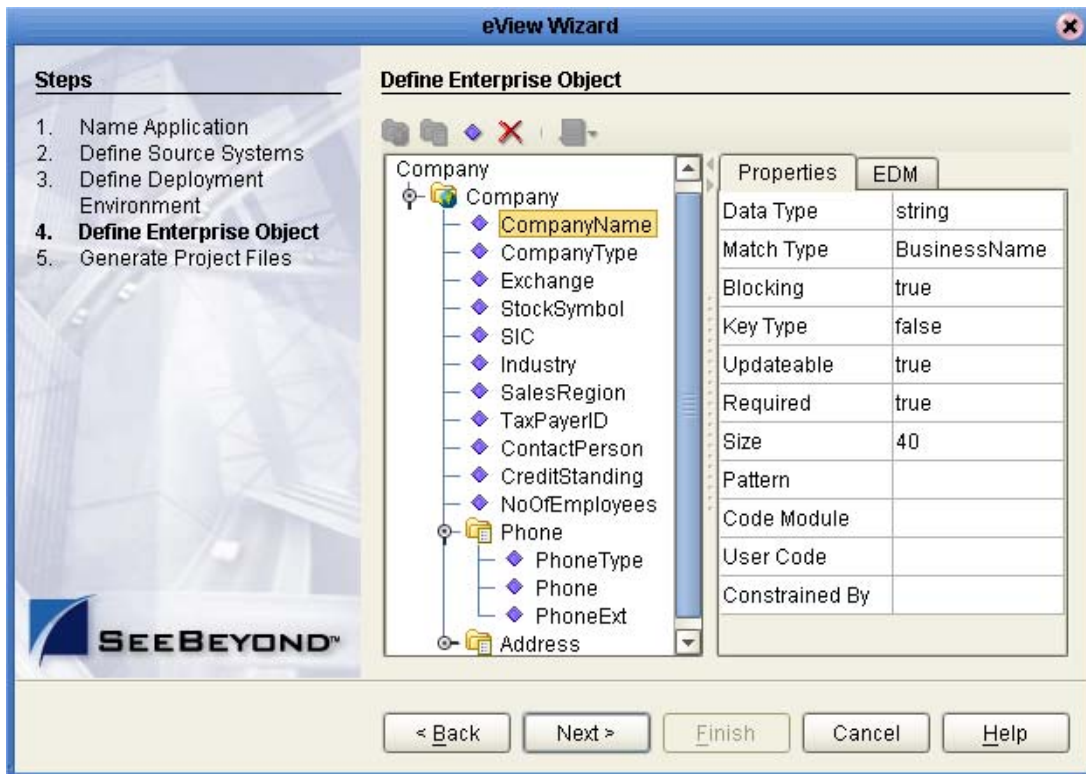 eView Wizard
Steps
1. Name Application
2. Define Source Systems
3. Define Deployment
Environment
4. Define Enterprise Object
5. Generate Project Files
SEEBEYOND™
Define Enterprise Object
Company
Company
CompanyName
CompanyType
Exchange
StockSymbol
SIC
Industry
SalesRegion
TaxPayerID
ContactPerson
CreditStanding
NoOfEmployees
Phone
PhoneType
Phone
PhoneExt
Address
Properties EDM
Data Type string
Match Type BusinessName
Blocking true
Key Type false
Updateable true
Required true
Size 40
Pattern
Code Module
User Code
Constrained By
< Back Next > Finish Cancel Help